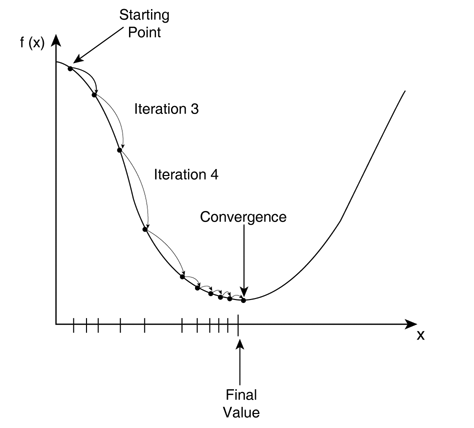 Starting
Point
f (x)
Iteration 3
Iteration 4
Convergence
x
Final
Value